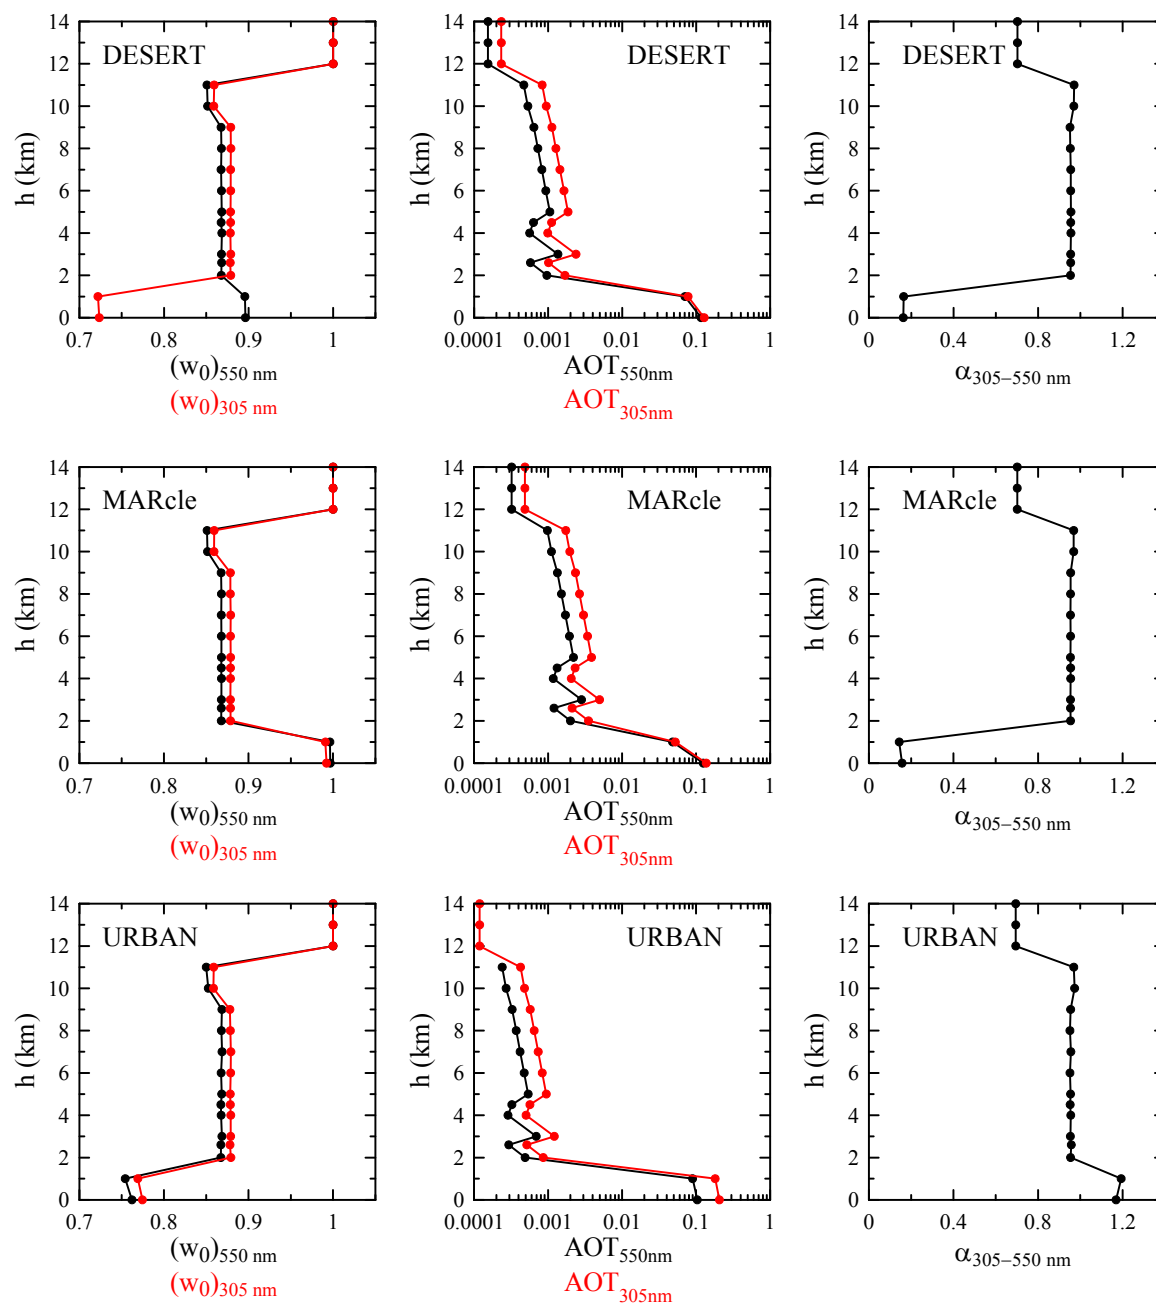 14
12
10
8
6
4
2
0
h (km)
DESERT
0.7 0.8 0.9 1
(w0)550 nm
(w0)305 nm
14
12
10
8
6
4
2
0
h (km)
DESERT
0.0001 0.001 0.01 0.1 1
AOT550nm
AOT305nm
14
12
10
8
6
4
2
0
h (km)
DESERT
0 0.4 0.8 1.2
α305–550 nm
14
12
10
8
6
4
2
0
h (km)
MARcle
0.7 0.8 0.9 1
(w0)550 nm
(w0)305 nm
14
12
10
8
6
4
2
0
h (km)
MARcle
0.0001 0.001 0.01 0.1 1
AOT550nm
AOT305nm
14
12
10
8
6
4
2
0
h (km)
MARcle
0 0.4 0.8 1.2
α305–550 nm
14
12
10
8
6
4
2
0
h (km)
URBAN
0.7 0.8 0.9 1
(w0)550 nm
(w0)305 nm
14
12
10
8
6
4
2
0
h (km)
URBAN
0.0001 0.001 0.01 0.1 1
AOT550nm
AOT305nm
14
12
10
8
6
4
2
0
h (km)
URBAN
0 0.4 0.8 1.2
α305–550 nm